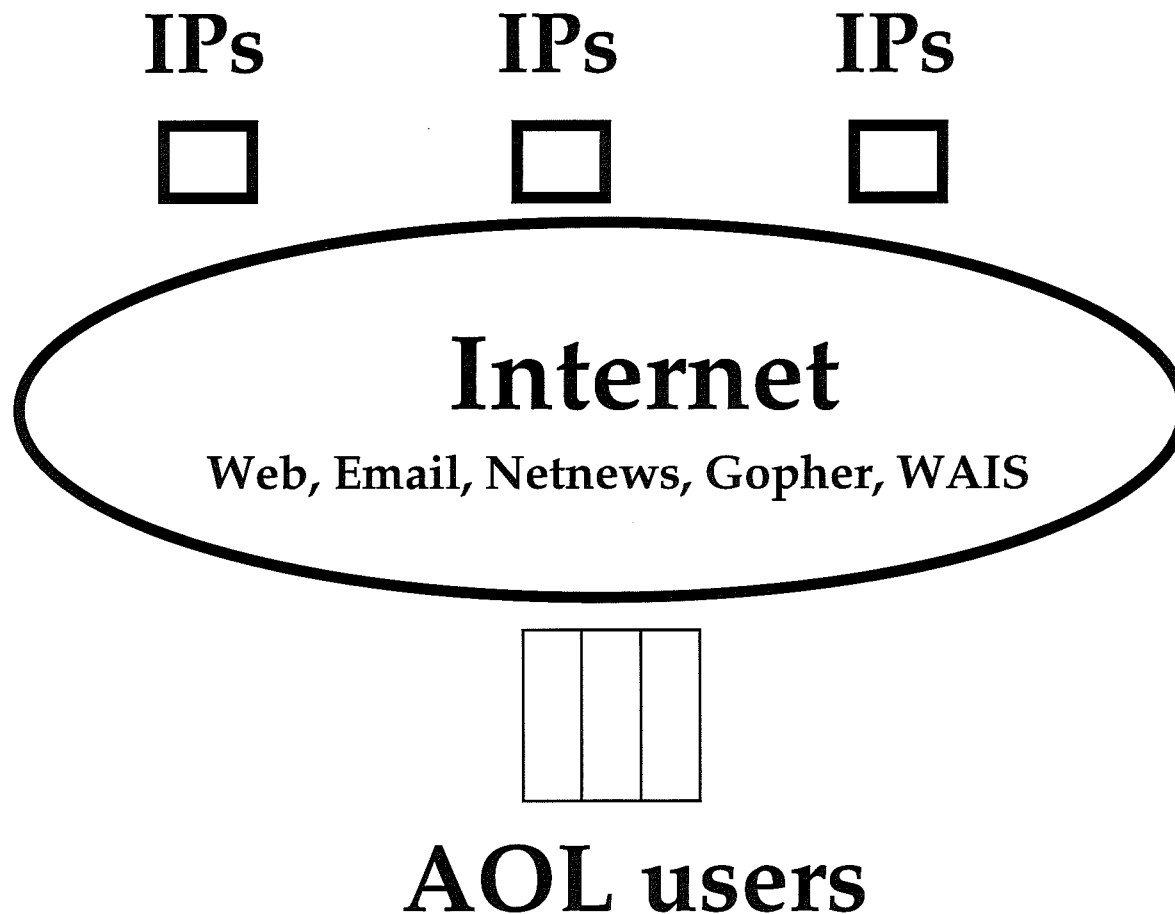 IPs IPs IPs
Internet
Web, Email, Netnews, Gopher, WAIS
AOL users